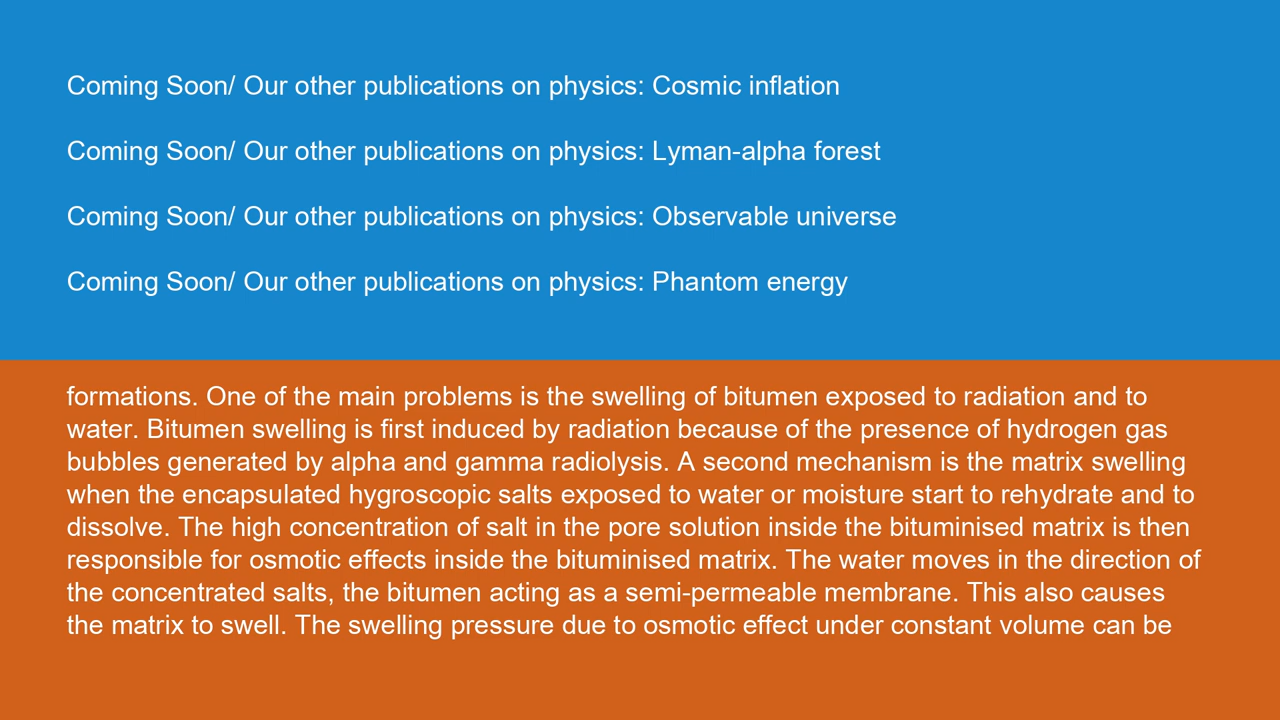 Coming Soon/ Our other publications on physics: Cosmic inflation
Coming Soon/ Our other publications on physics: Lyman-alpha forest
Coming Soon/ Our other publications on physics: Observable universe
Coming Soon/ Our other publications on physics: Phantom energy
formations. One of the main problems is the swelling of bitumen exposed to radiation and to
water. Bitumen swelling is first induced by radiation because of the presence of hydrogen gas
bubbles generated by alpha and gamma radiolysis. A second mechanism is the matrix swelling
when the encapsulated hygroscopic salts exposed to water or moisture start to rehydrate and to
dissolve. The high concentration of salt in the pore solution inside the bituminised matrix is then
responsible for osmotic effects inside the bituminised matrix. The water moves in the direction of
the concentrated salts, the bitumen acting as a semi-permeable membrane. This also causes
the matrix to swell. The swelling pressure due to osmotic effect under constant volume can be